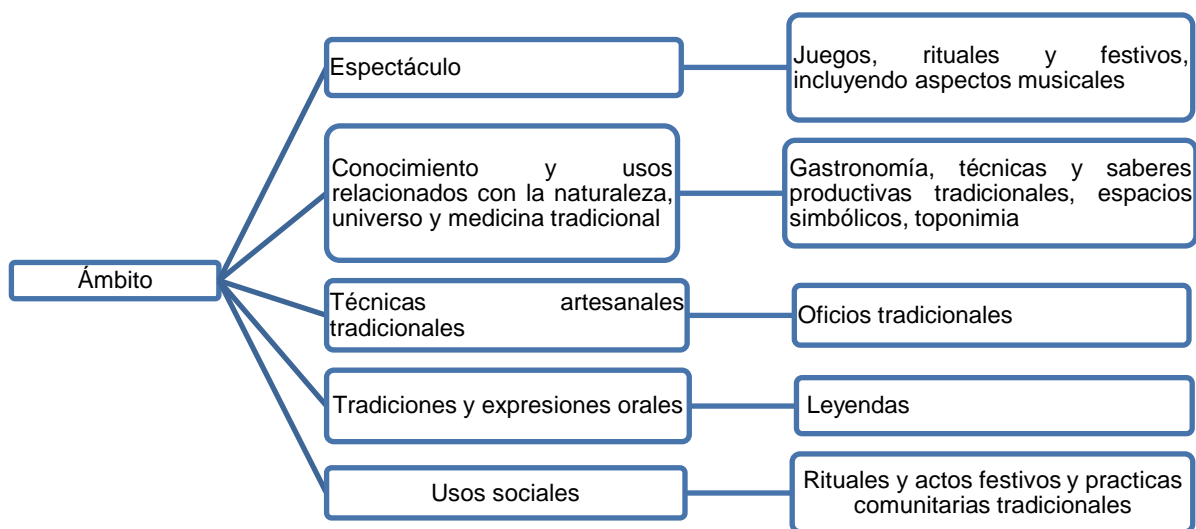 Espectáculo
Juegos, rituales y festivos,
incluyendo aspectos musicales
Conocimiento y usos
relacionados con la naturaleza,
universo y medicina tradicional
Gastronomía, técnicas y saberes
productivas tradicionales, espacios
simbólicos, toponimia
Ámbito
Técnicas artesanales
tradicionales
Oficios tradicionales
Tradiciones y expresiones orales
Leyendas
Usos sociales
Rituales y actos festivos y practicas
comunitarias tradicionales